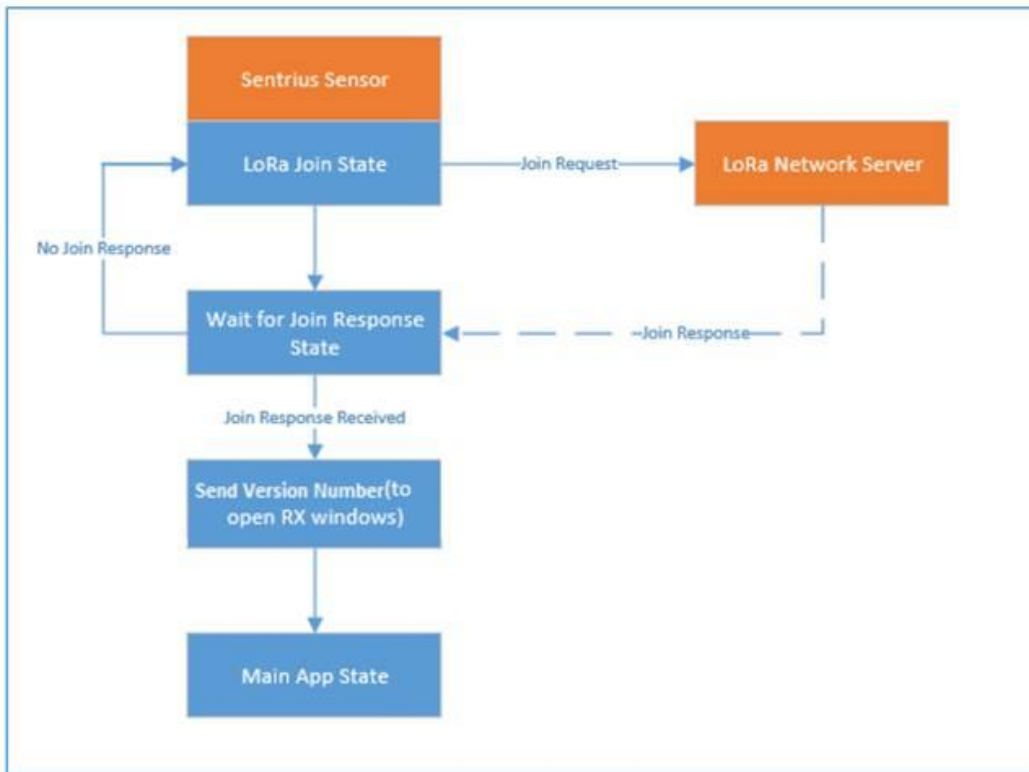 Sentrius Sensor
LoRa Join State
Join Request
LoRa Network Server
No Join Response
Wait for Join Response
State
Join Response
Join Response Received
Send Version Number(to
open RX windows)
Main App State